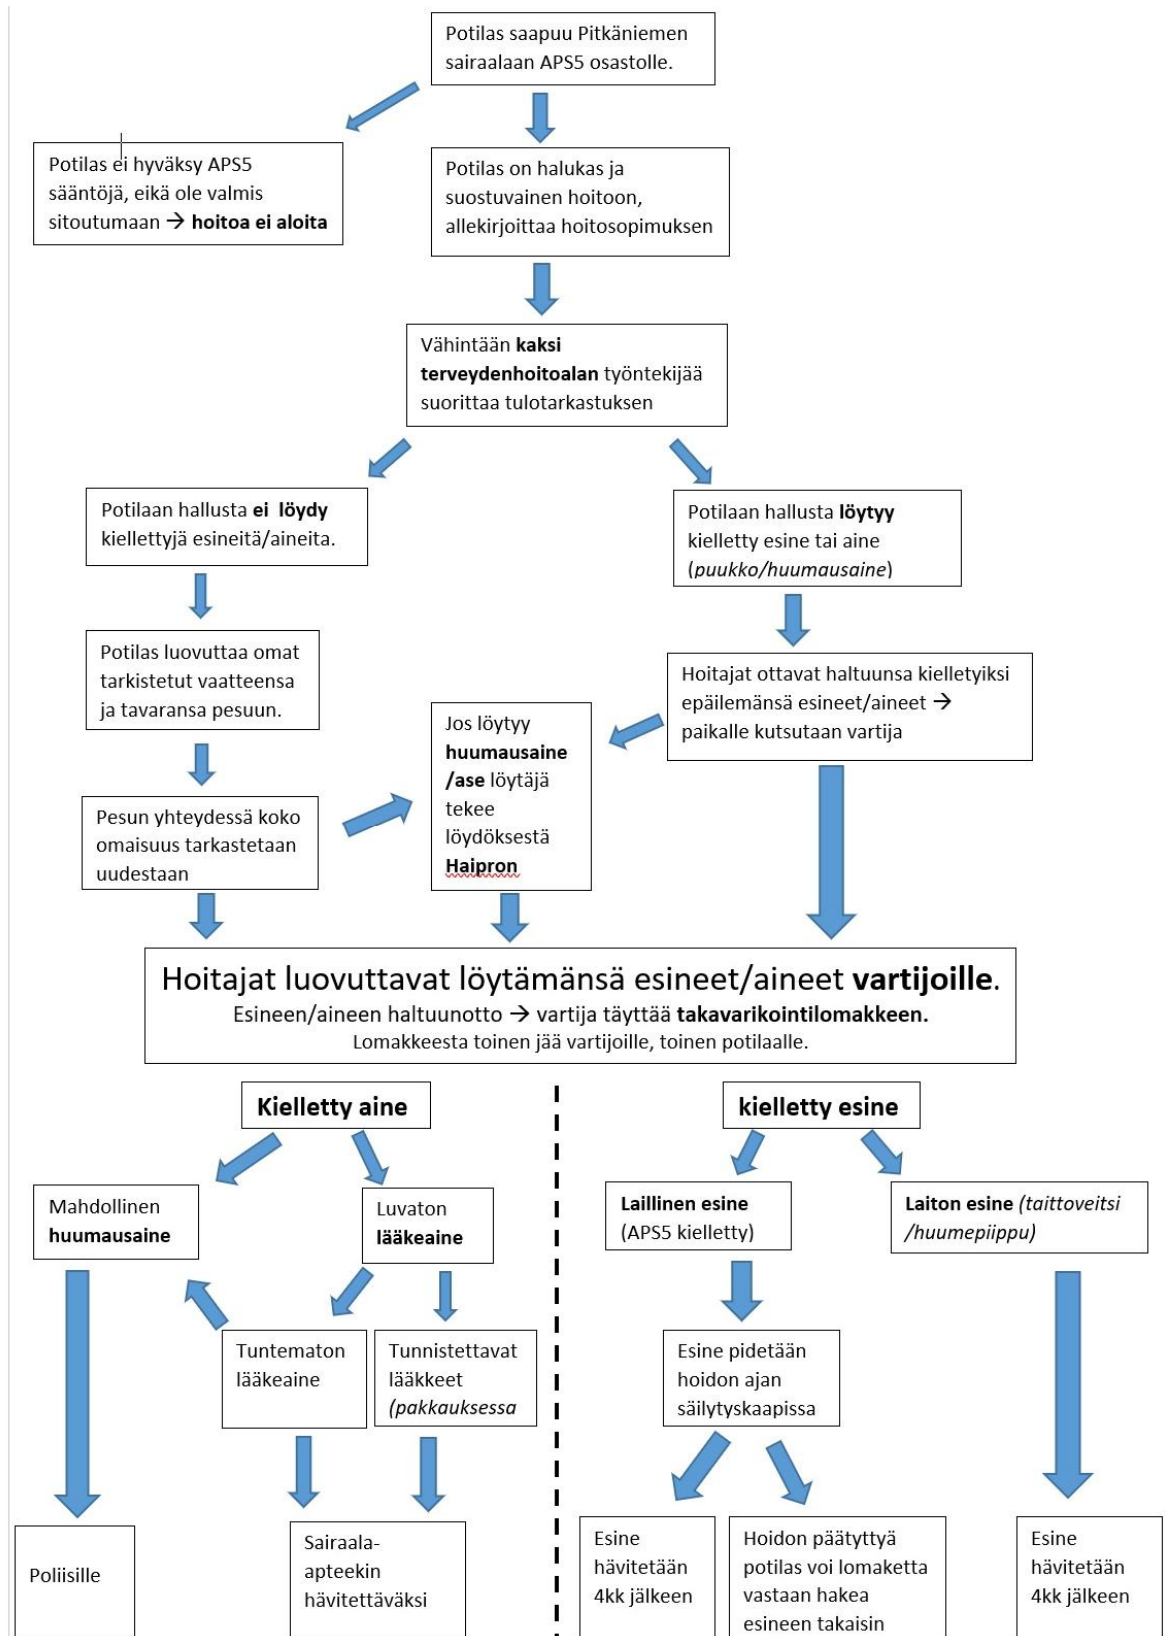 Potilas saapuu Pitkäniemen
sairaalaan APS5 osastolle.
Potilas ei hyväksy APS5
sääntöjä, eikä ole valmis
sitoutumaan → hoitoa ei aloita
Potilas on halukas ja
suostuvainen hoitoon,
allekirjoittaa hoitosopimuksen
Vähintään kaksi
terveydenhoitoalan työntekijää
suorittaa tulotarkastuksen
Potilaan hallusta ei löydy
kiellettyjä esineitä/aineita.
Potilaan hallusta löytyy
kielletty esine tai aine
(puukko/huumausaine)
Potilas luovuttaa omat
tarkistetut vaatteensa
ja tavaransa pesuun.
Hoitajat ottavat haltuunsa kielletyiksi
epäilemänsä esineet/aineet →
paikalle kutsutaan vartija
Jos löytyy
huumausaine
/ase löytäjä
tekee
löydöksestä
Haipron
Pesun yhteydessä koko
omaisuus tarkastetaan
uudestaan
Hoitajat luovuttavat löytämänsä esineet/aineet vartijoille.
Esineen/aineen haltuunotto → vartija täyttää takavarikointilomakkeen.
Lomakkeesta toinen jää vartijoille, toinen potilaalle.
Kielletty aine
kielletty esine
Mahdollinen
huumausaine
Luvaton
lääkeaine
Laillinen esine
(APS5 kielletty)
Laiton esine (taittoveitsi
/huumepiippu)
Tuntematon
lääkeaine
Tunnistettavat
lääkkeet
(pakkauksessa
Esine pidetään
hoidon ajan
säilytyskaapissa
Poliisille
Sairaala-
apteekin
hävitettäväksi
Esine
hävitetään
4kk jälkeen
Hoidon päätyttyä
potilas voi lomaketta
vastaan hakea
esineen takaisin
Esine
hävitetään
4kk jälkeen